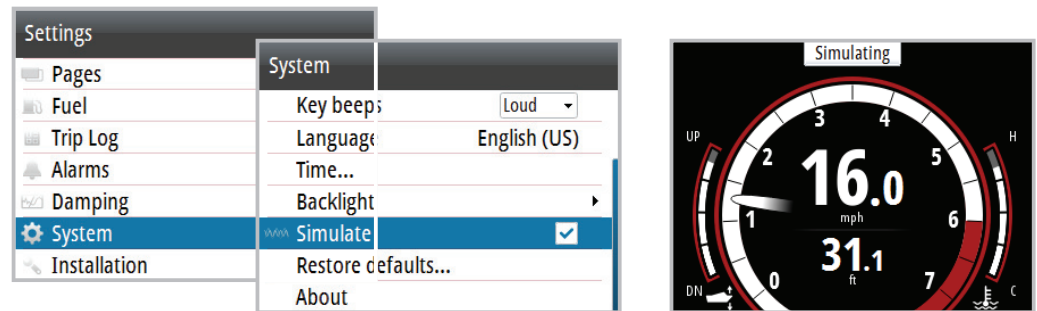 Settings
Pages
Fuel
Trip Log
Alarms
Damping
System
Installation
System
Key beeps Loud
Language English (US)
Time...
Backlight
Simulate
Restore defaults...
About
Simulating
UP
H
3 4
2 5
16.0
mph
1 6
31.1
ft
0 7
DN
C